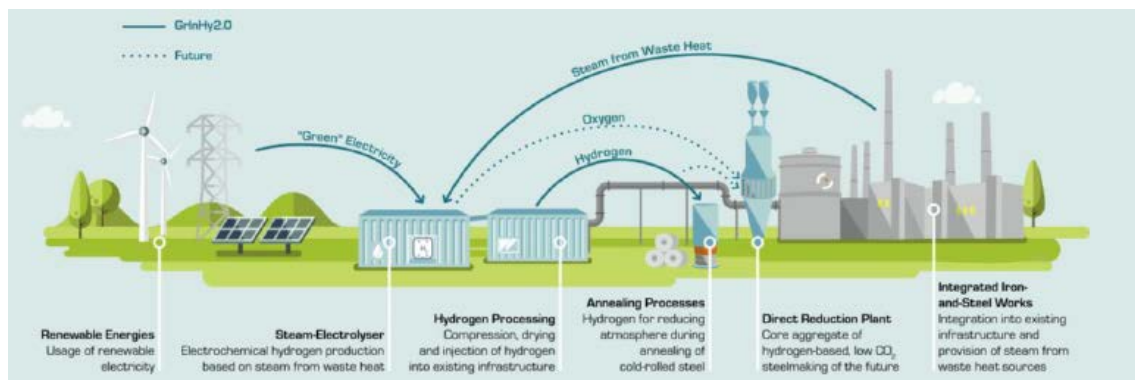 GrInHy2.0
Future
Steam from Waste Heat
Oxygen
"Green" Electricity
Hydrogen
H₂
Renewable Energies
Usage of renewable
electricity
Steam-Electrolyser
Electrochemical hydrogen production
based on steam from waste heat
Hydrogen Processing
Compression, drying
and injection of hydrogen
into existing infrastructure
Annealing Processes
Hydrogen for reducing
atmosphere during
annealing of
cold-rolled steel
Direct Reduction Plant
Core aggregate of
hydrogen-based, low CO₂
steelmaking of the future
Integrated Iron-
and-Steel Works
Integration into existing
infrastructure and
provision of steam from
waste heat sources